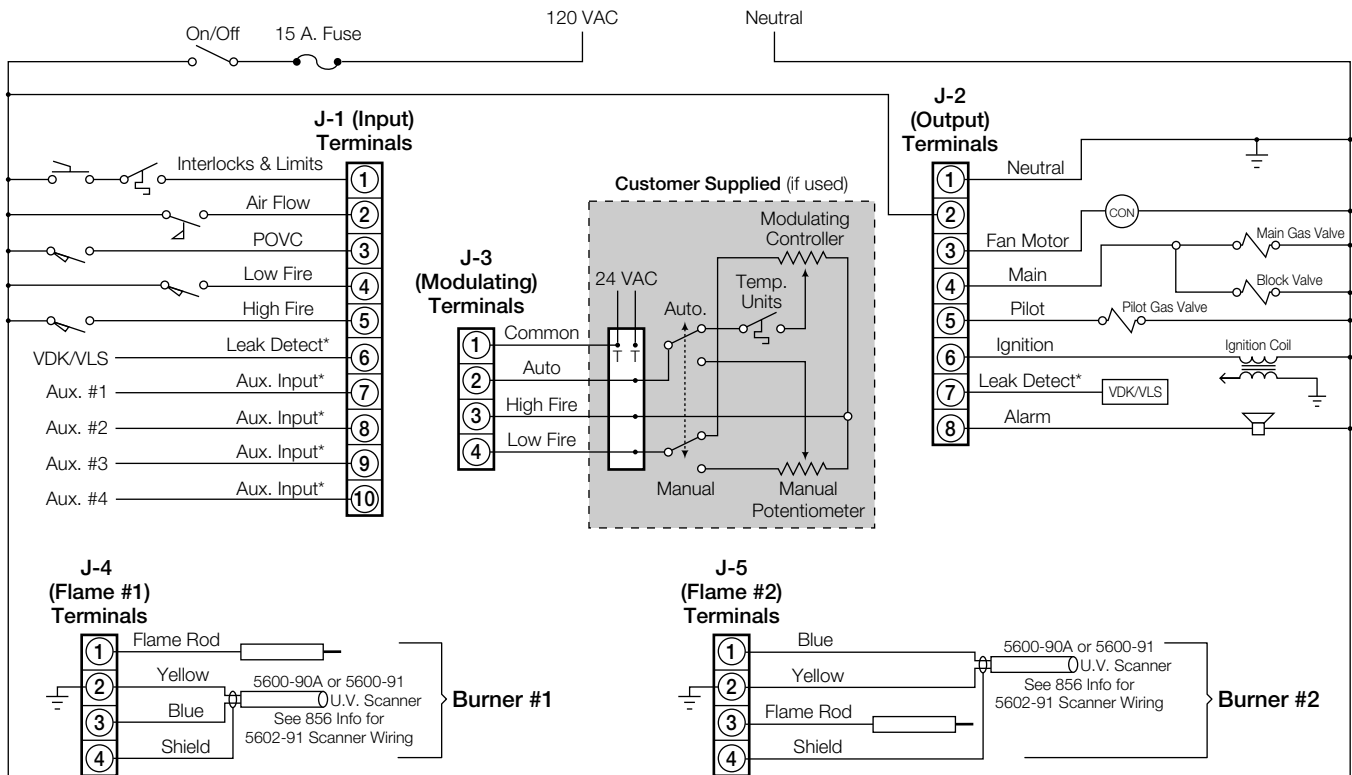 120 VAC
Neutral
On/Off
15 A. Fuse
J-1 (Input)
Terminals
Interlocks & Limits
1
Air Flow
2
POVC
3
Low Fire
4
High Fire
5
VDK/VLS
Leak Detect*
6
Aux. #1
Aux. Input*
7
Aux. #2
Aux. Input*
8
Aux. #3
Aux. Input*
9
Aux. #4
Aux. Input*
10
J-3
(Modulating)
Terminals
1
Common
2
Auto
3
High Fire
4
Low Fire
Customer Supplied (if used)
Modulating
Controller
24 VAC
T T
Auto.
Temp.
Units
Manual
Manual
Potentiometer
J-2
(Output)
Terminals
1
Neutral
2
3
Fan Motor
CON
4
Main
Main Gas Valve
Block Valve
5
Pilot
Pilot Gas Valve
6
Ignition
Ignition Coil
7
Leak Detect*
VDK/VLS
8
Alarm
J-4
(Flame #1)
Terminals
1
Flame Rod
2
Yellow
3
Blue
4
Shield
5600-90A or 5600-91
U.V. Scanner
See 856 Info for
5602-91 Scanner Wiring
Burner #1
J-5
(Flame #2)
Terminals
1
Blue
2
Yellow
3
Flame Rod
4
Shield
5600-90A or 5600-91
U.V. Scanner
See 856 Info for
5602-91 Scanner Wiring
Burner #2